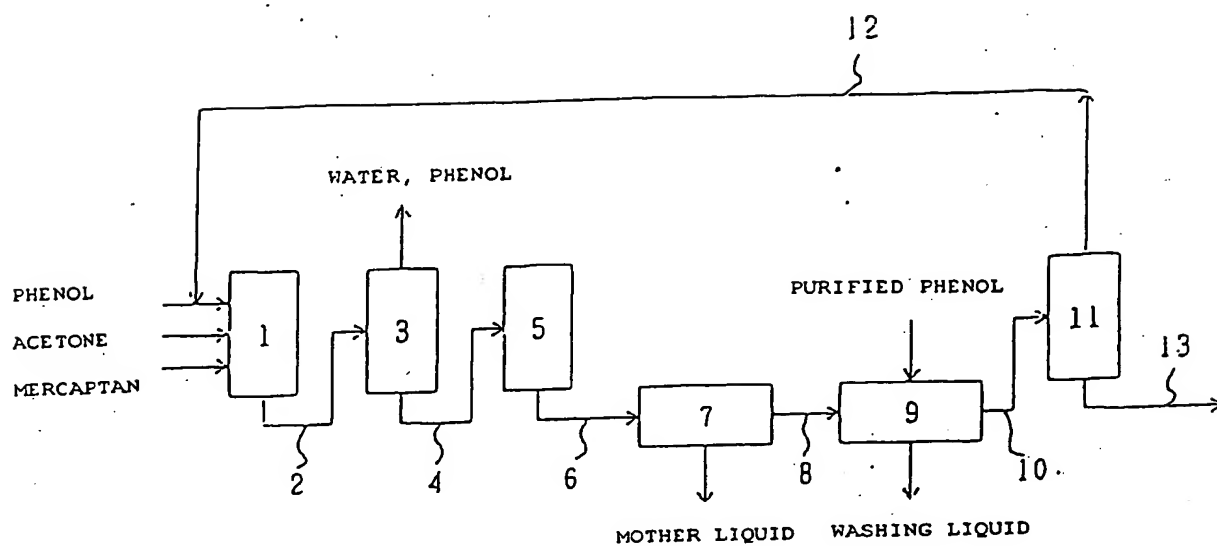 12
WATER, PHENOL
PHENOL
ACETONE
MERCAPTAN
1
3
5
PURIFIED PHENOL
11
13
7
9
2
4
6
8
10
MOTHER LIQUID
WASHING LIQUID